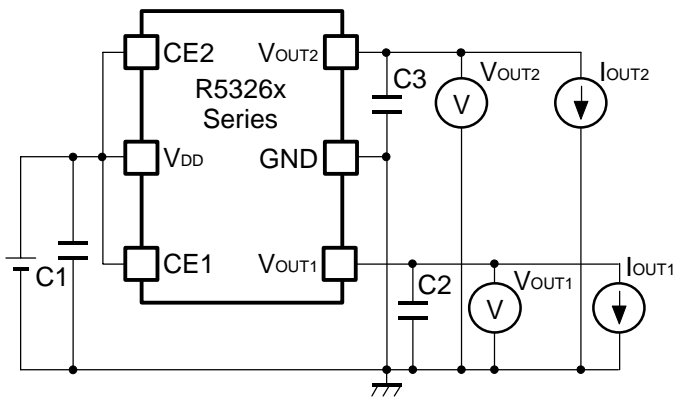 CE2
VOUT2
R5326x
Series
VDD
GND
CE1
VOUT1
C1
C3
V
VOUT2
IOUT2
C2
V
VOUT1
IOUT1